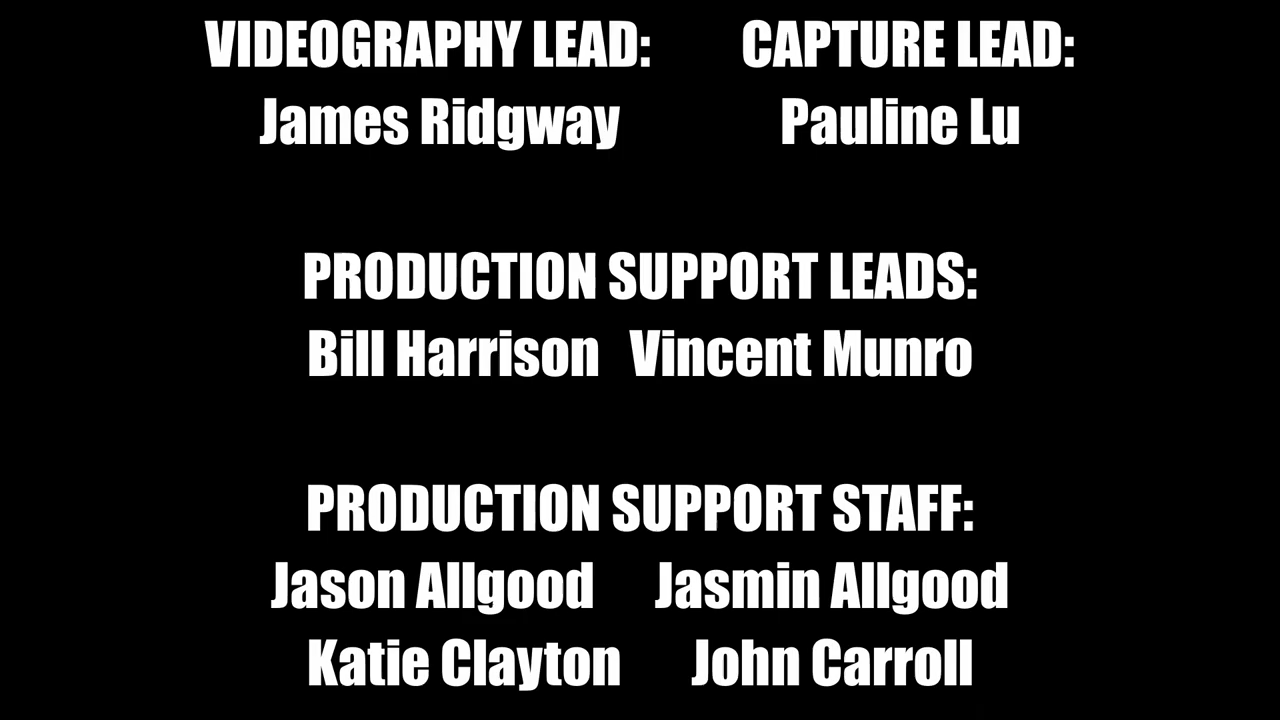 VIDEOGRAPHY LEAD: CAPTURE LEAD:
James Ridgway Pauline Lu
PRODUCTION SUPPORT LEADS:
Bill Harrison Vincent Munro
PRODUCTION SUPPORT STAFF:
Jason Allgood Jasmin Allgood
Katie Clayton John Carroll